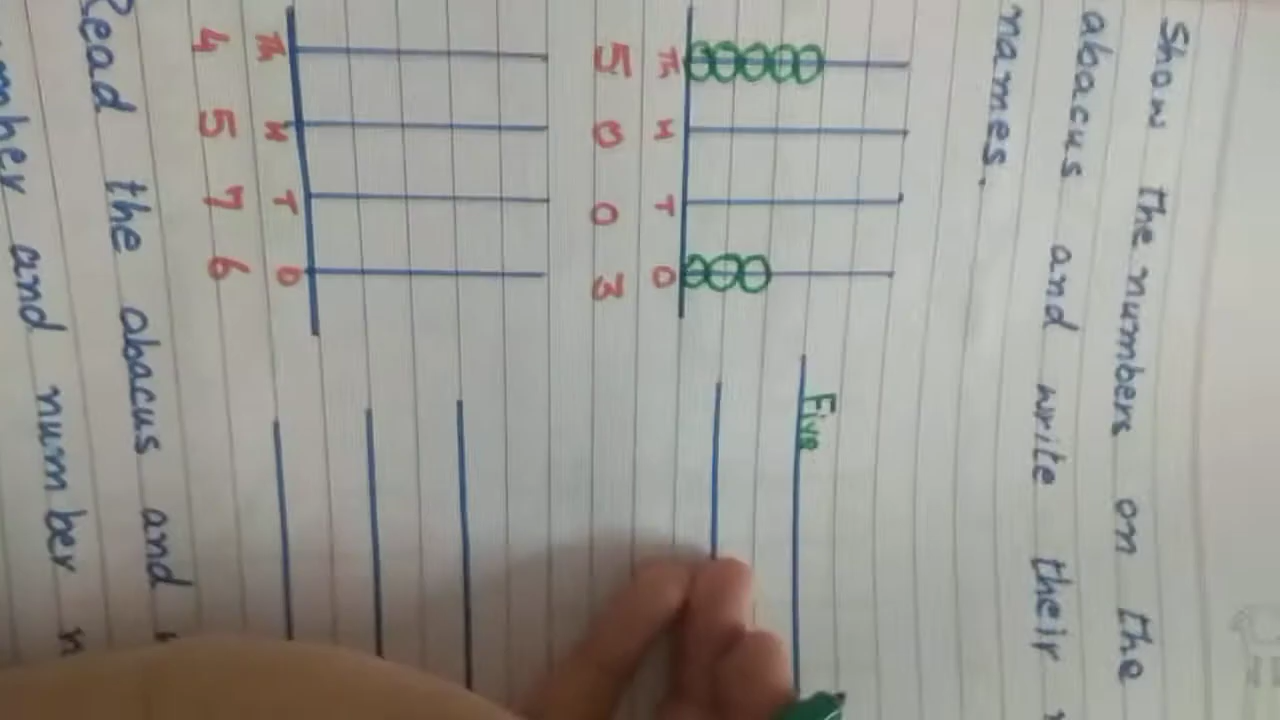 Show the numbers on the
abacus and write their
names.
Five
Th H T O
5 0 0 3
Th H T O
4 5 7 6
Read the abacus and
and number